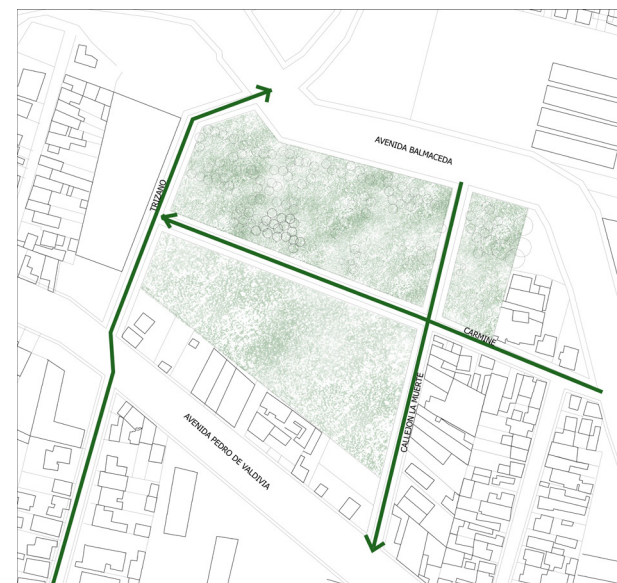 AVENIDA BALMACEDA
TRIZANO
CARMINE
CALLEJON LA MUERTE
AVENIDA PEDRO DE VALDIVIA